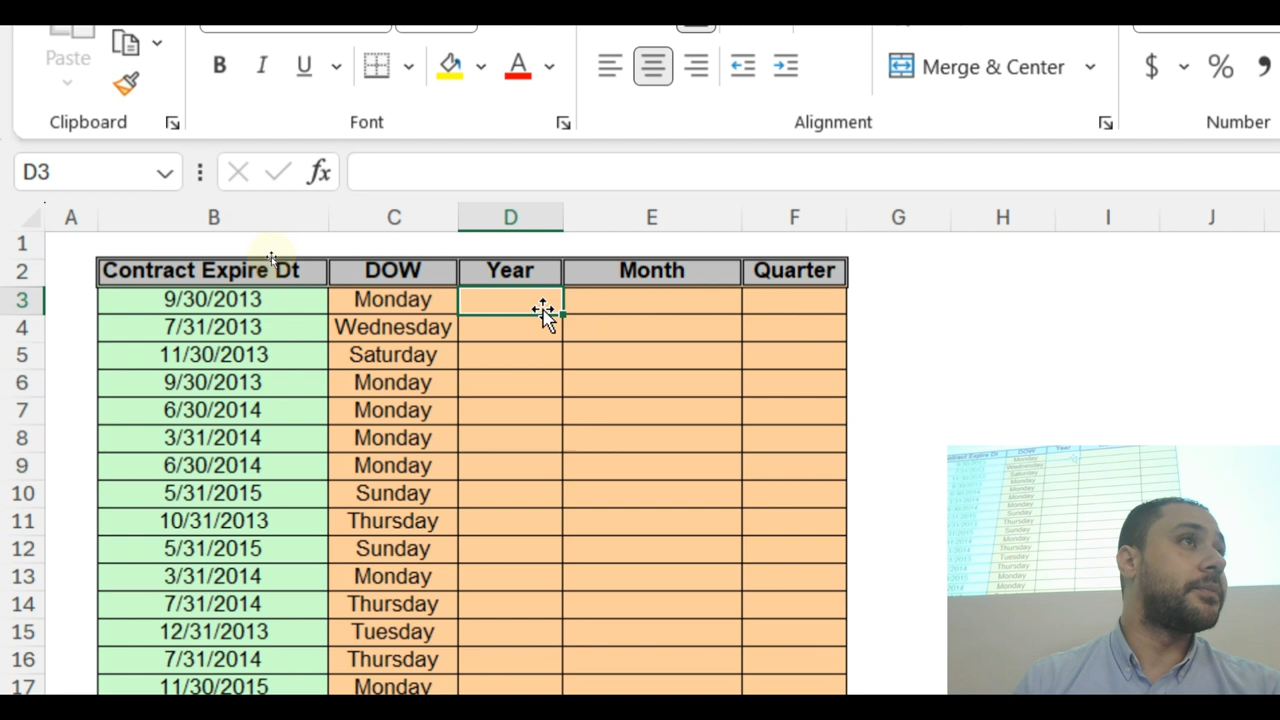 Paste
B I U A
Merge & Center
$ % 9
Clipboard
Font
Alignment
Number
D3
fx
A B C D E F G H I J
1
2 Contract Expire Dt DOW Year Month Quarter
3 9/30/2013 Monday
4 7/31/2013 Wednesday
5 11/30/2013 Saturday
6 9/30/2013 Monday
7 6/30/2014 Monday
8 3/31/2014 Monday
9 6/30/2014 Monday
10 5/31/2015 Sunday
11 10/31/2013 Thursday
12 5/31/2015 Sunday
13 3/31/2014 Monday
14 7/31/2014 Thursday
15 12/31/2013 Tuesday
16 7/31/2014 Thursday
17 11/30/2015 Monday